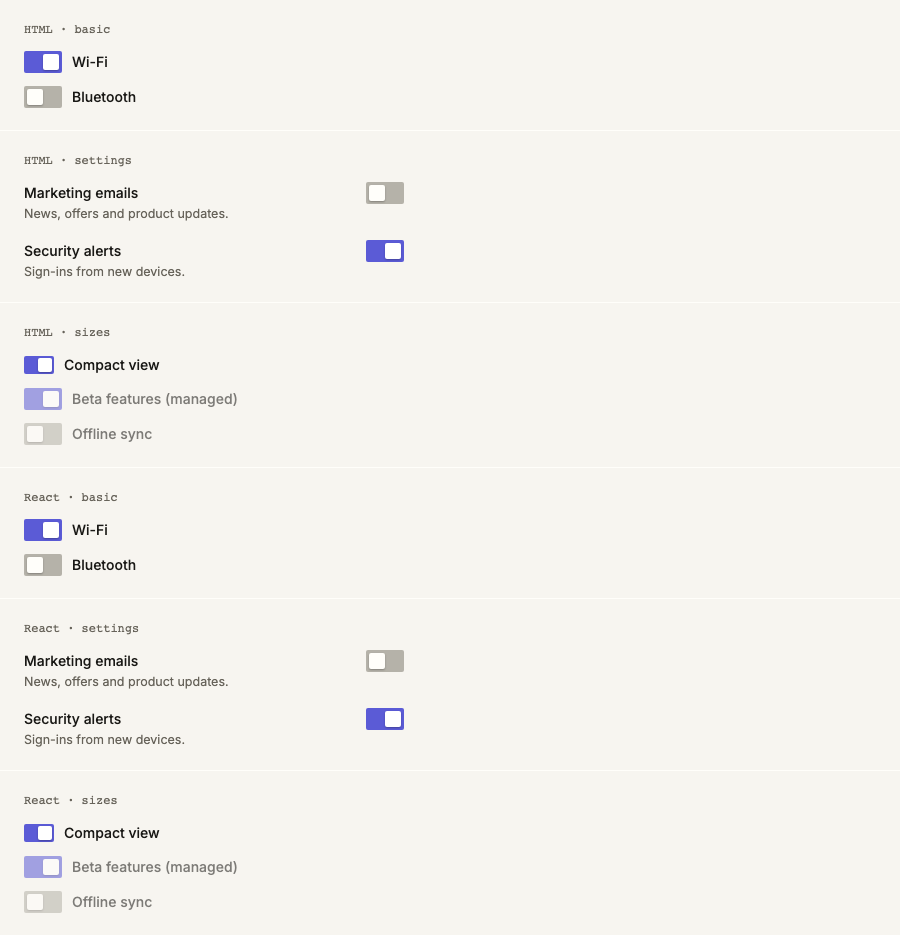 HTML · basic
Wi-Fi
Bluetooth
HTML · settings
Marketing emails
News, offers and product updates.
Security alerts
Sign-ins from new devices.
HTML · sizes
Compact view
Beta features (managed)
Offline sync
React · basic
Wi-Fi
Bluetooth
React · settings
Marketing emails
News, offers and product updates.
Security alerts
Sign-ins from new devices.
React · sizes
Compact view
Beta features (managed)
Offline sync